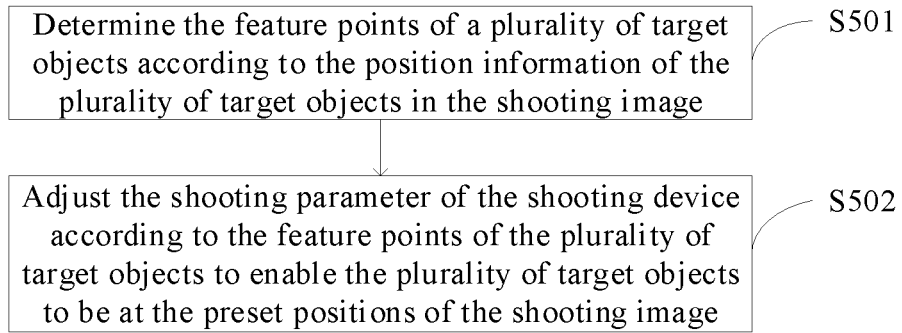 Determine the feature points of a plurality of target
objects according to the position information of the
plurality of target objects in the shooting image
S501
Adjust the shooting parameter of the shooting device
according to the feature points of the plurality of
target objects to enable the plurality of target objects
to be at the preset positions of the shooting image
S502